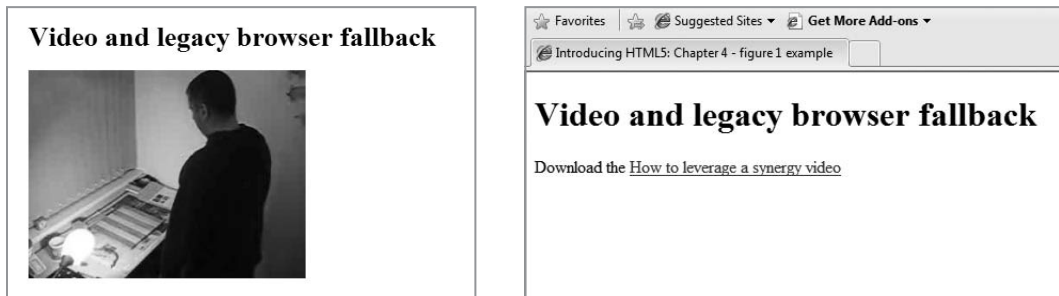 Video and legacy browser fallback
Favorites Suggested Sites Get More Add-ons
Introducing HTML5: Chapter 4 - figure 1 example
Video and legacy browser fallback
Download the How to leverage a synergy video